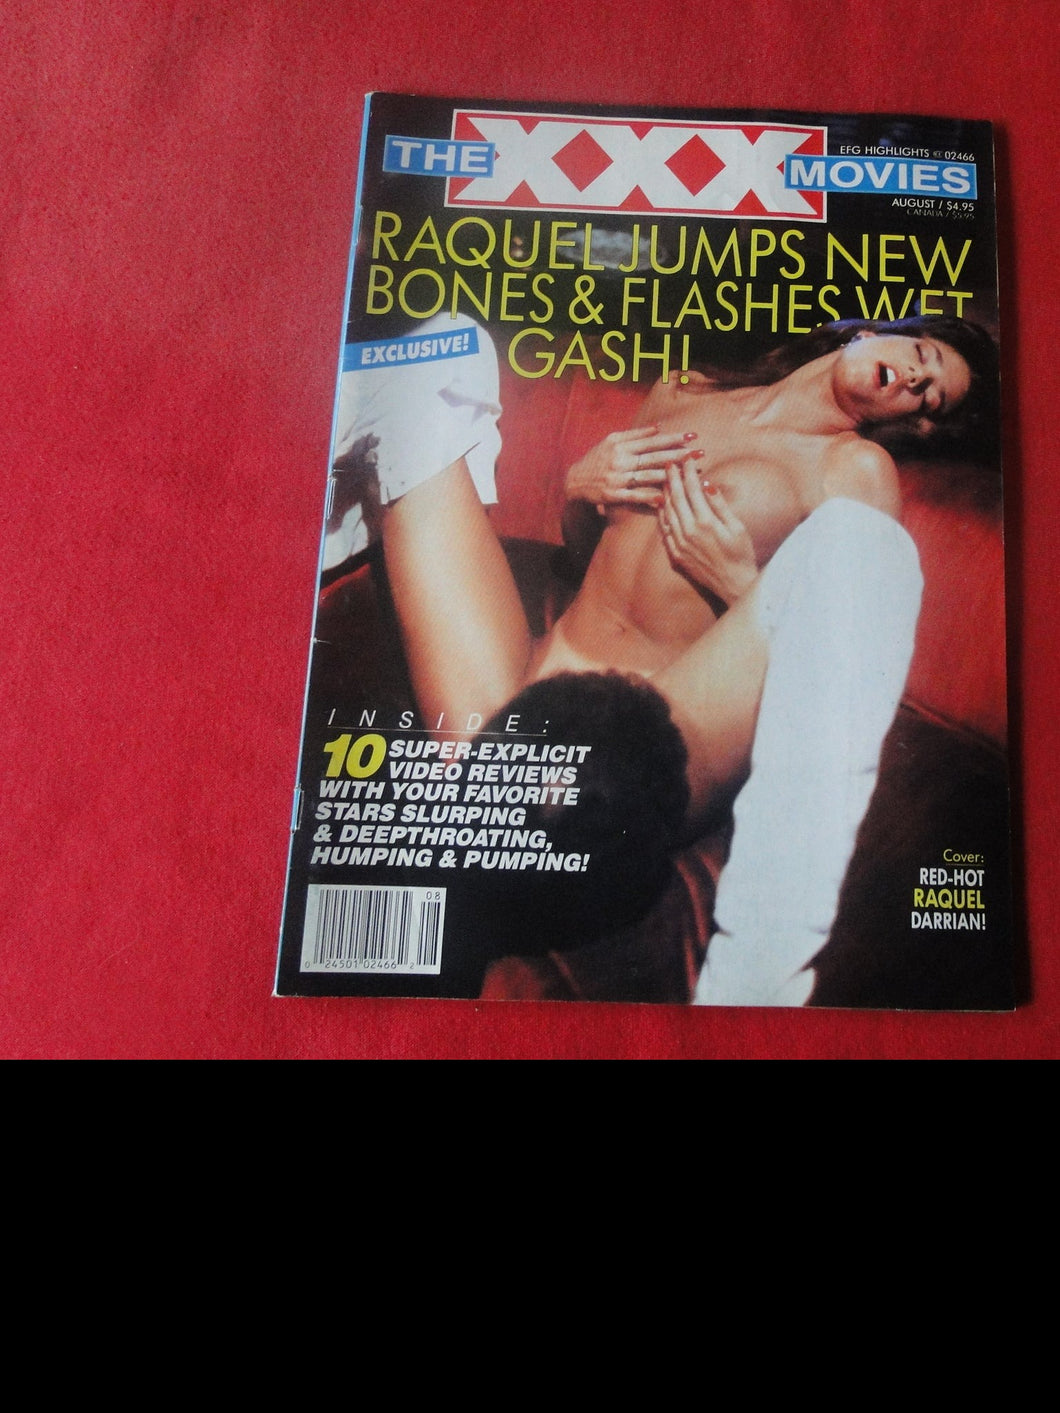 THE XXX MOVIES
EFG HIGHLIGHTS 02466
AUGUST / $4.95
CANADA / $5.95
RAQUEL JUMPS NEW
BONES & FLASHES WET
GASH!
EXCLUSIVE!
INSIDE:
10 SUPER-EXPLICIT
VIDEO REVIEWS
WITH YOUR FAVORITE
STARS SLURPING
& DEEPTHROATING,
HUMPING & PUMPING!
Cover:
RED-HOT
RAQUEL
DARRIAN!
08
0 24501 02466 2